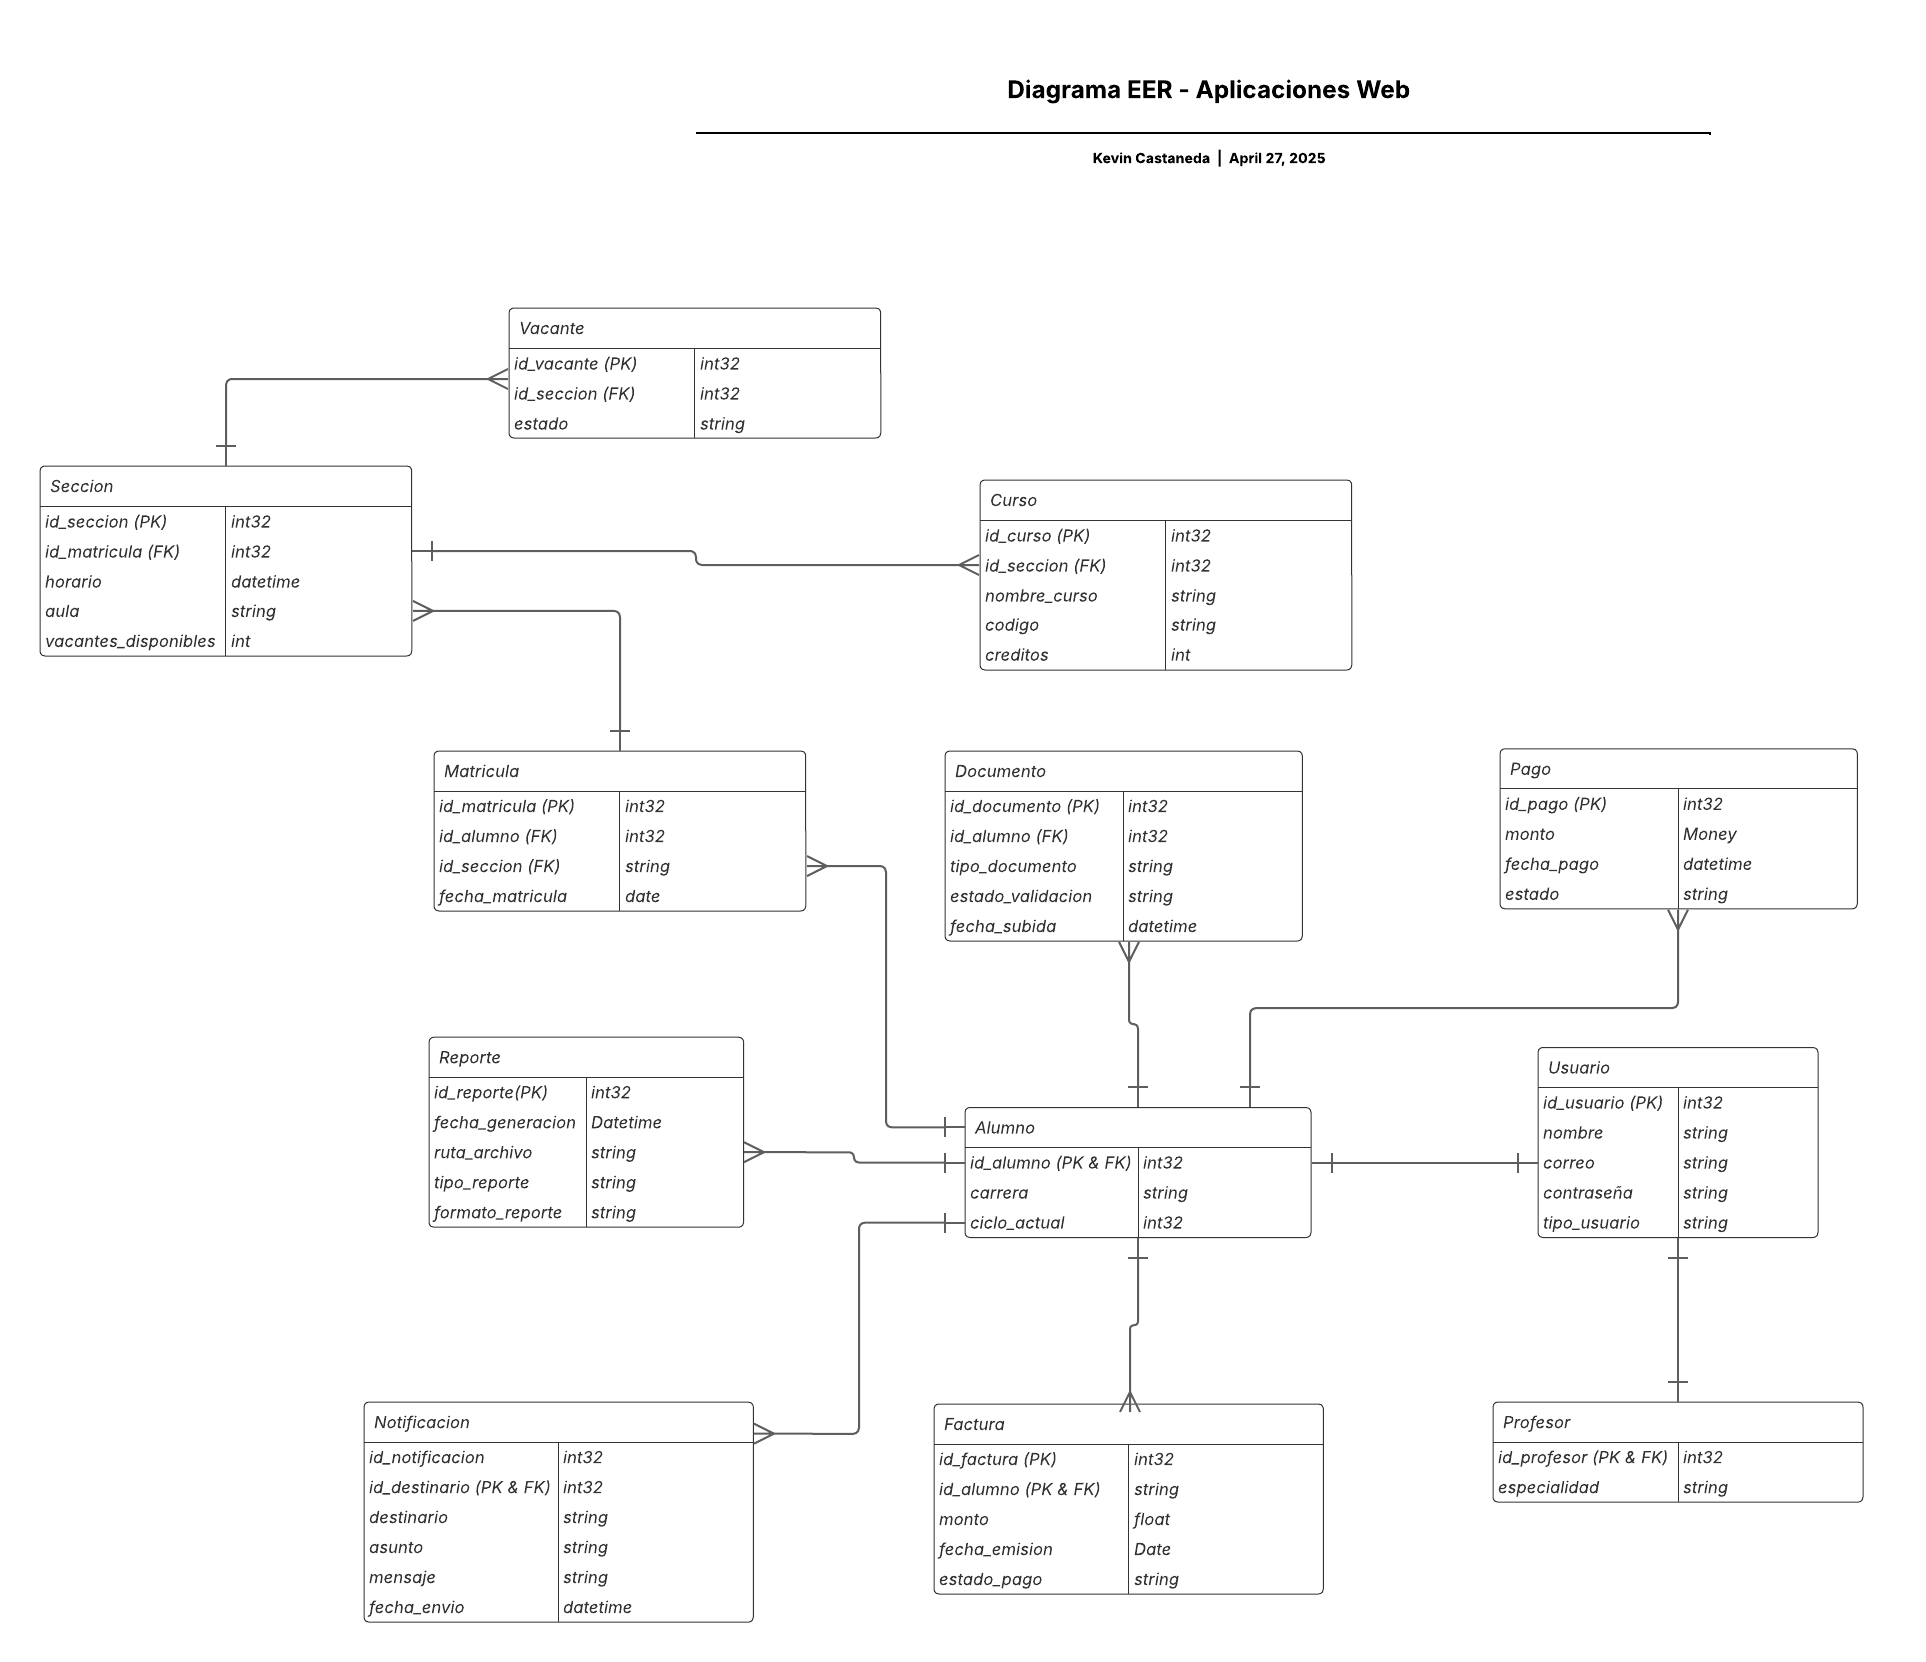 Diagrama EER - Aplicaciones Web
Kevin Castaneda | April 27, 2025
Vacante
id_vacante (PK) int32
id_seccion (FK) int32
estado string
Seccion
id_seccion (PK) int32
id_matricula (FK) int32
horario datetime
aula string
vacantes_disponibles int
Curso
id_curso (PK) int32
id_seccion (FK) int32
nombre_curso string
codigo string
creditos int
Matricula
id_matricula (PK) int32
id_alumno (FK) int32
id_seccion (FK) string
fecha_matricula date
Documento
id_documento (PK) int32
id_alumno (FK) int32
tipo_documento string
estado_validacion string
fecha_subida datetime
Pago
id_pago (PK) int32
monto Money
fecha_pago datetime
estado string
Reporte
id_reporte(PK) int32
fecha_generacion Datetime
ruta_archivo string
tipo_reporte string
formato_reporte string
Alumno
id_alumno (PK & FK) int32
carrera string
ciclo_actual int32
Usuario
id_usuario (PK) int32
nombre string
correo string
contraseña string
tipo_usuario string
Notificacion
id_notificacion int32
id_destinario (PK & FK) int32
destinario string
asunto string
mensaje string
fecha_envio datetime
Factura
id_factura (PK) int32
id_alumno (PK & FK) string
monto float
fecha_emision Date
estado_pago string
Profesor
id_profesor (PK & FK) int32
especialidad string